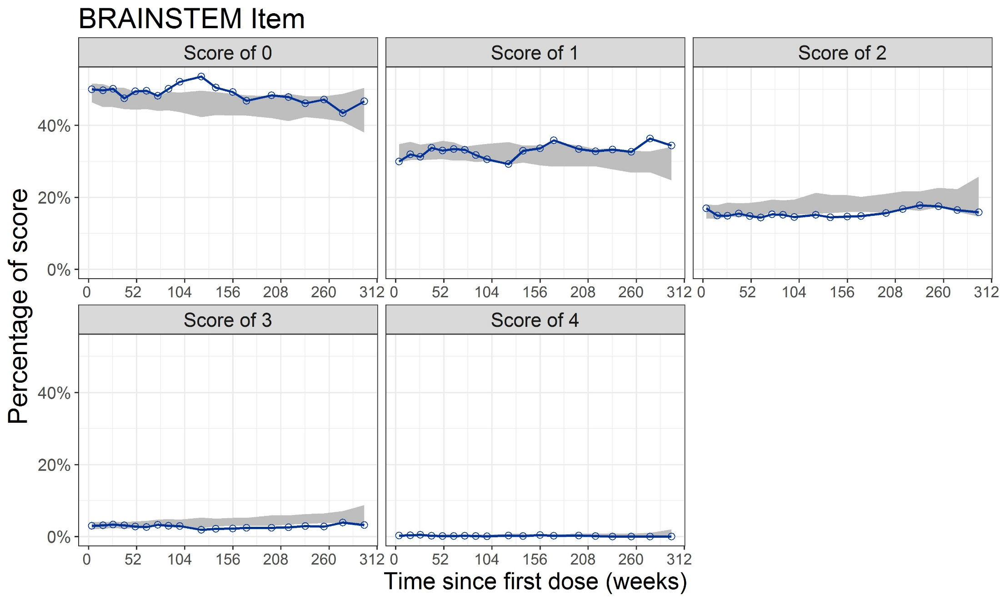 BRAINSTEM Item
Score of 0
Score of 1
Score of 2
40%
20%
0%
0 52 104 156 208 260 312
0 52 104 156 208 260 312
0 52 104 156 208 260 312
Score of 3
Score of 4
40%
20%
0%
0 52 104 156 208 260 312
0 52 104 156 208 260 312
Percentage of score
Time since first dose (weeks)